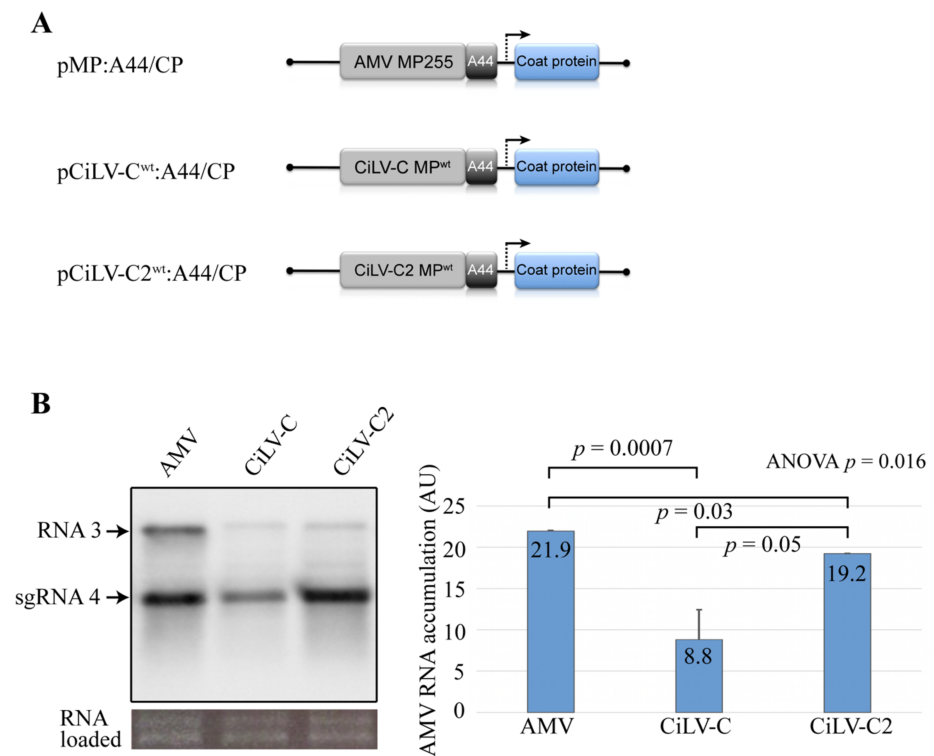 A
pMP:A44/CP
AMV MP255
A44
Coat protein
pCiLV-Cʷᵗ:A44/CP
CiLV-C MPʷᵗ
A44
Coat protein
pCiLV-C2ʷᵗ:A44/CP
CiLV-C2 MPʷᵗ
A44
Coat protein
B
AMV
CiLV-C
CiLV-C2
RNA 3
sgRNA 4
RNA
loaded
p = 0.0007
ANOVA p = 0.016
p = 0.03
p = 0.05
AMV RNA accumulation (AU)
25
20
15
10
5
0
21.9
8.8
19.2
AMV
CiLV-C
CiLV-C2